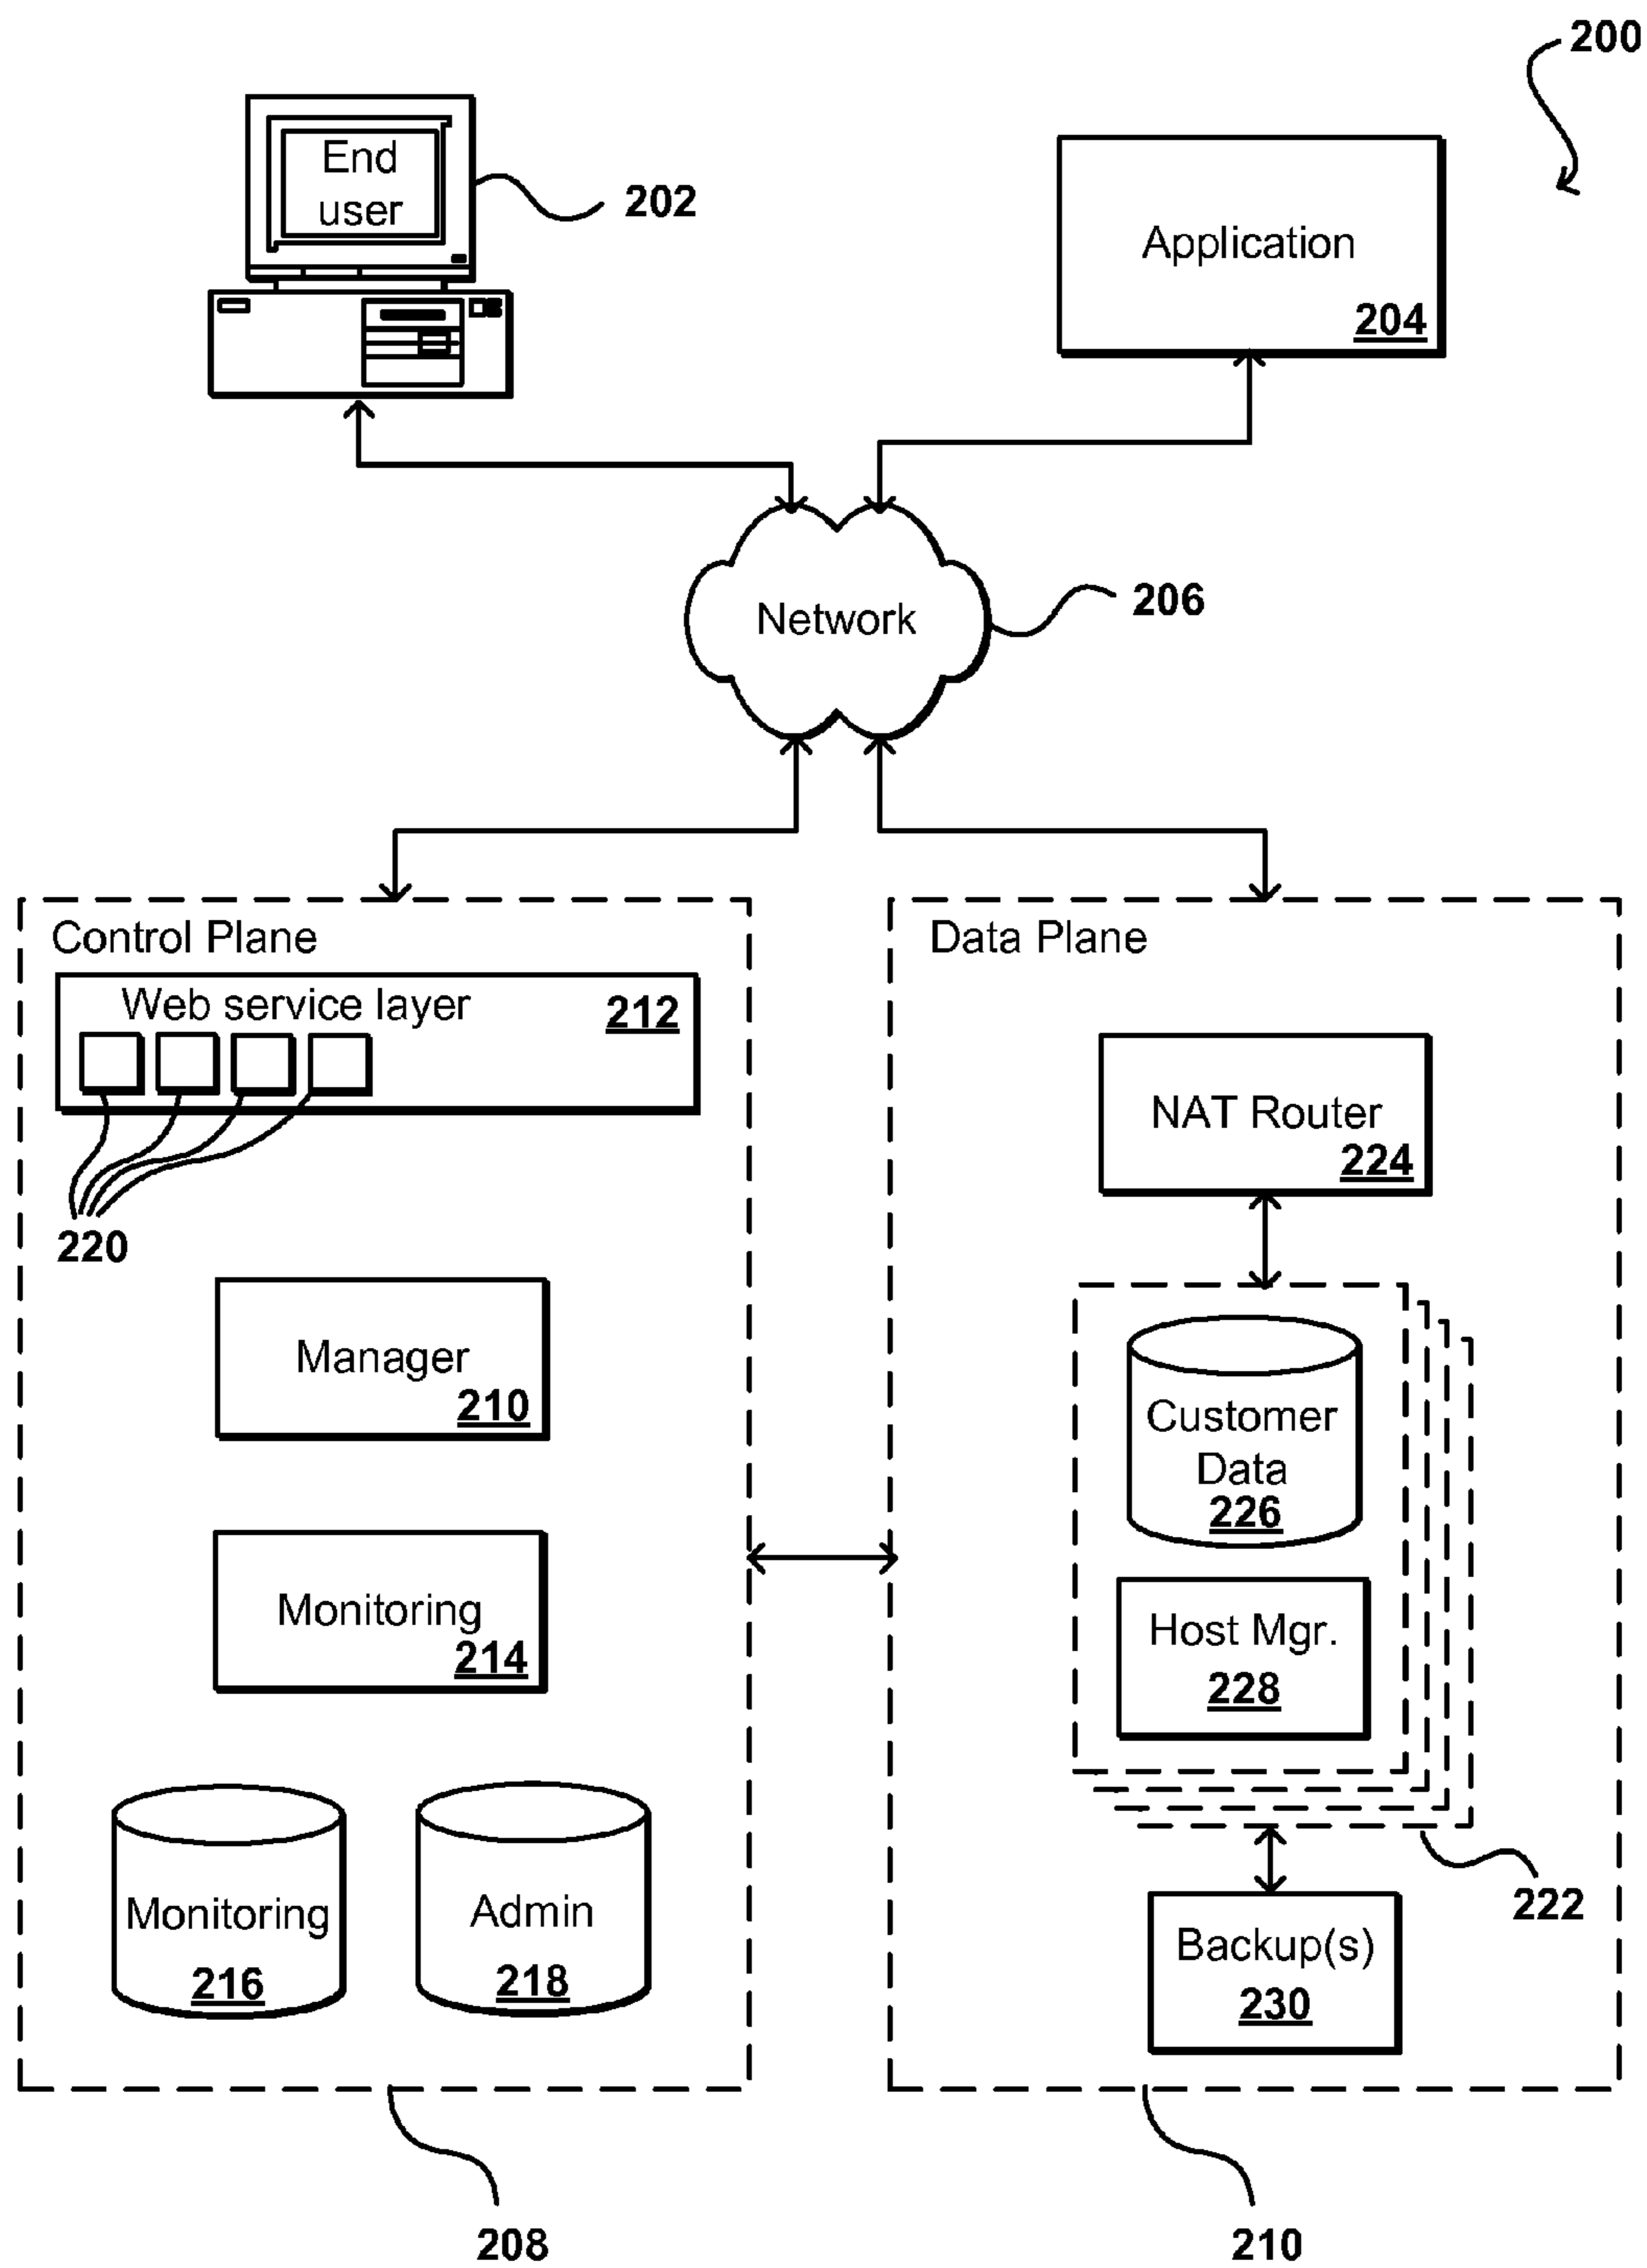 200
End
user
202
Application
204
Network
206
Control Plane
Web service layer
212
220
Manager
210
Monitoring
214
Monitoring
216
Admin
218
208
Data Plane
NAT Router
224
Customer
Data
226
Host Mgr.
228
222
Backup(s)
230
210